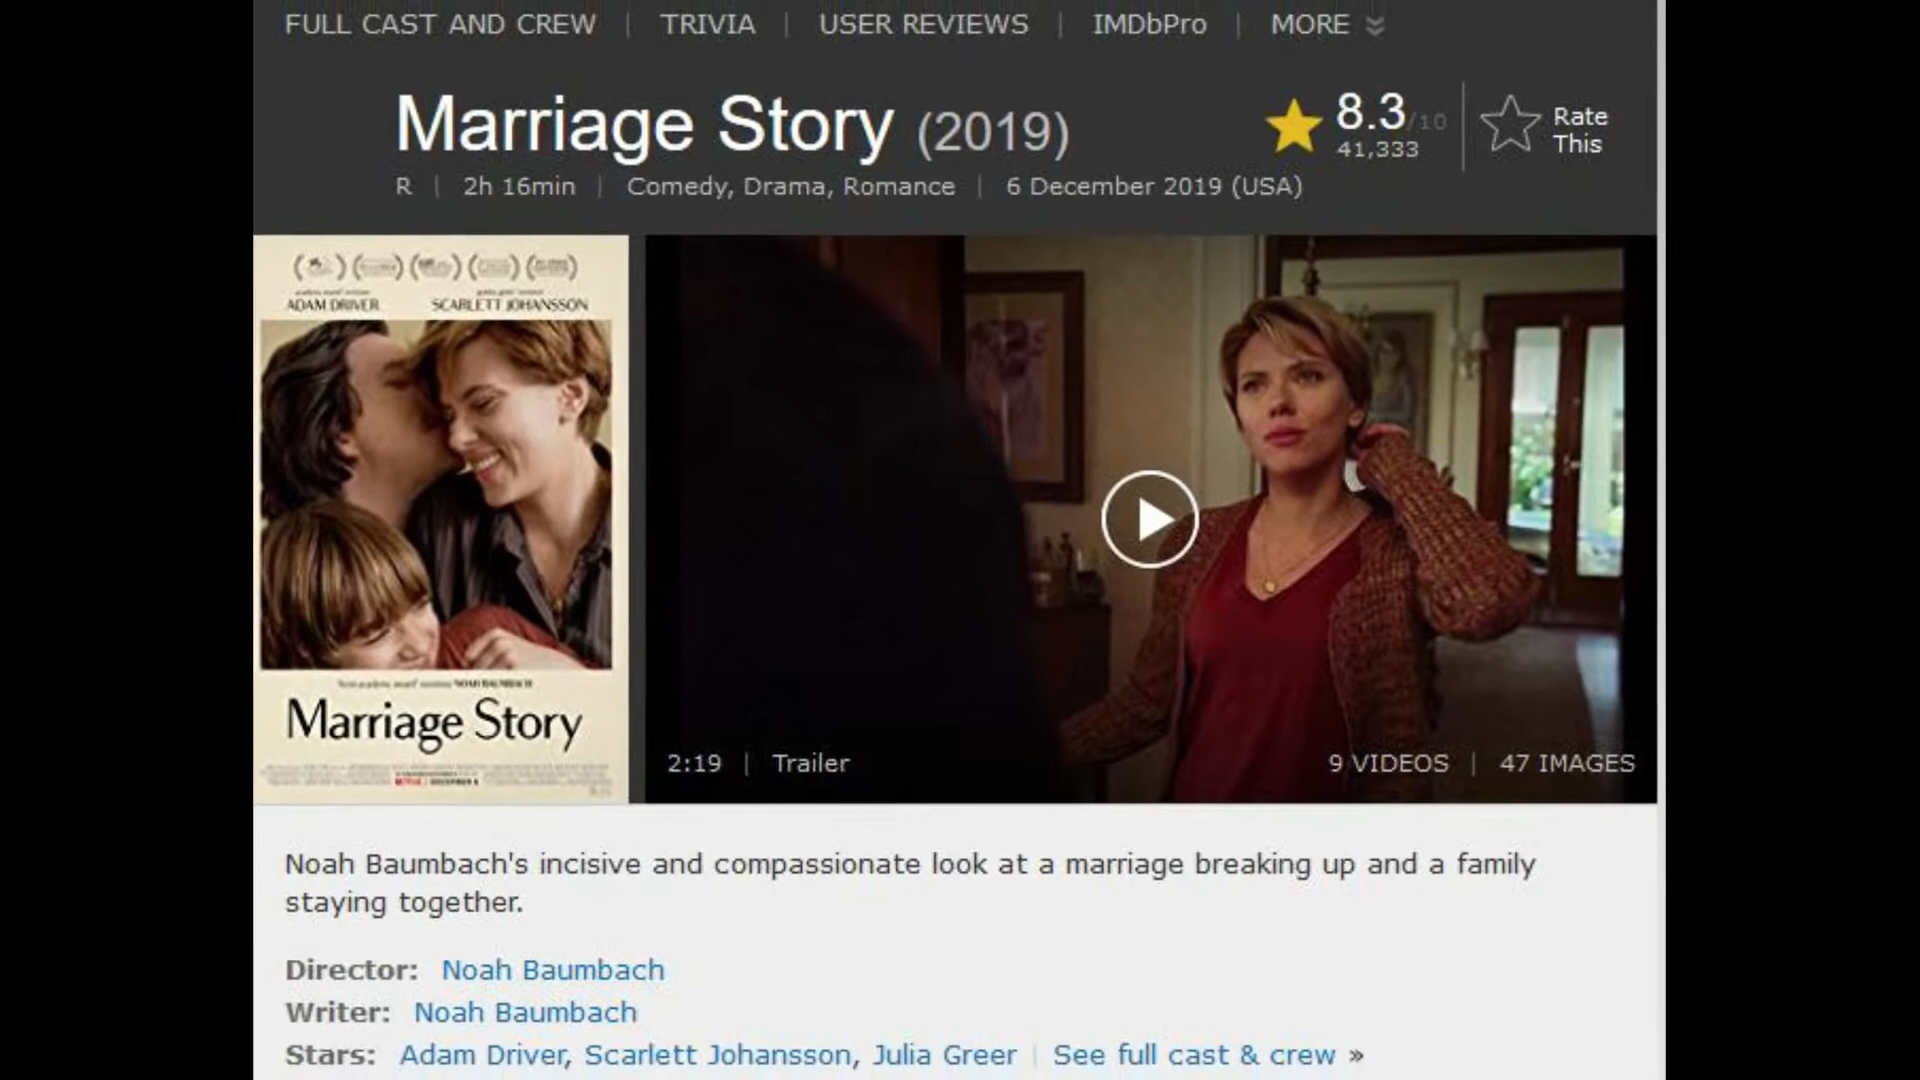 FULL CAST AND CREW | TRIVIA | USER REVIEWS | IMDbPro | MORE
Marriage Story (2019)
8.3/10
41,333
Rate
This
R | 2h 16min | Comedy, Drama, Romance | 6 December 2019 (USA)
ADAM DRIVER SCARLETT JOHANSSON
NOAH BAUMBACH
Marriage Story
NETFLIX
2:19 | Trailer
9 VIDEOS | 47 IMAGES
Noah Baumbach's incisive and compassionate look at a marriage breaking up and a family
staying together.
Director: Noah Baumbach
Writer: Noah Baumbach
Stars: Adam Driver, Scarlett Johansson, Julia Greer | See full cast & crew »